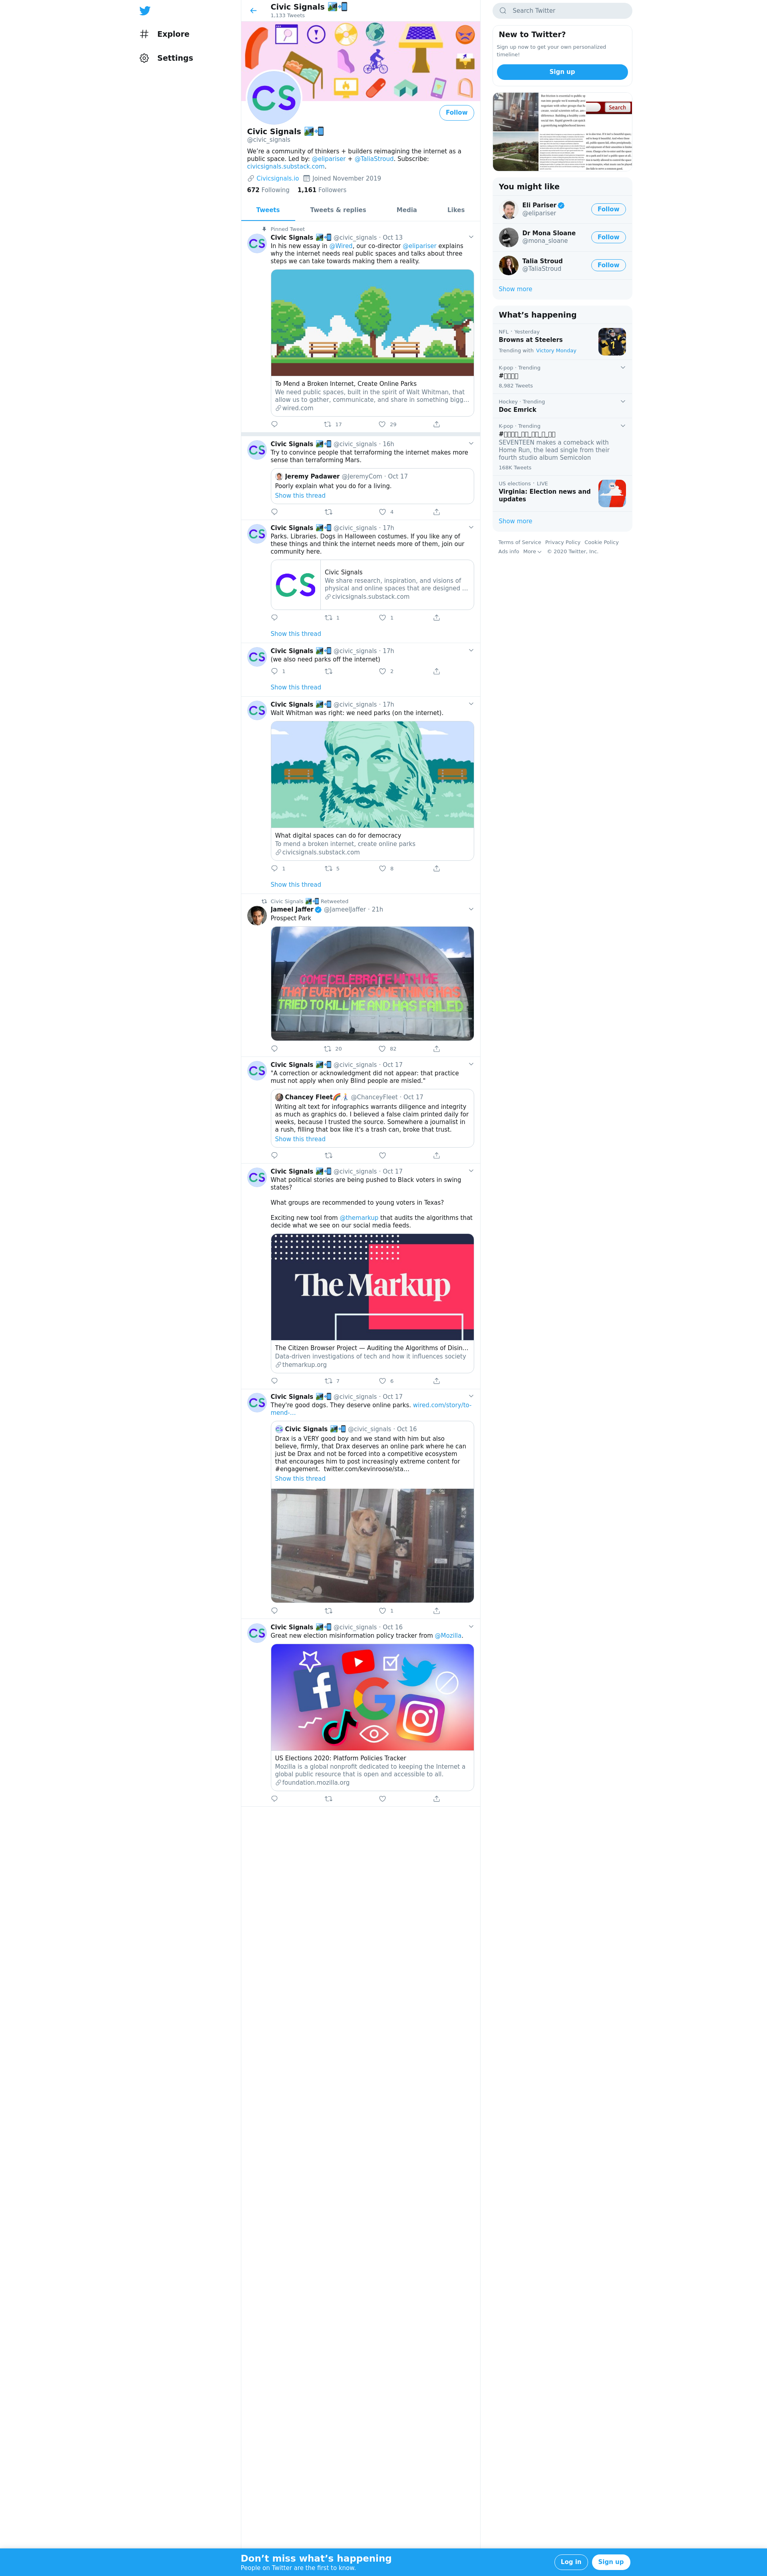 Explore
Settings
Civic Signals
1,133 Tweets
CS
Follow
Civic Signals
@civic_signals
We're a community of thinkers + builders reimagining the internet as a
public space. Led by: @elipariser + @TaliaStroud. Subscribe:
civicsignals.substack.com.
Civicsignals.io Joined November 2019
672 Following 1,161 Followers
Tweets Tweets & replies Media Likes
Pinned Tweet
Civic Signals @civic_signals · Oct 13
In his new essay in @Wired, our co-director @elipariser explains
why the internet needs real public spaces and talks about three
steps we can take towards making them a reality.
To Mend a Broken Internet, Create Online Parks
We need public spaces, built in the spirit of Walt Whitman, that
allow us to gather, communicate, and share in something bigg...
wired.com
17 29
Civic Signals @civic_signals · 16h
Try to convince people that terraforming the internet makes more
sense than terraforming Mars.
Jeremy Padawer @JeremyCom · Oct 17
Poorly explain what you do for a living.
Show this thread
4
Civic Signals @civic_signals · 17h
Parks. Libraries. Dogs in Halloween costumes. If you like any of
these things and think the internet needs more of them, join our
community here.
CS
Civic Signals
We share research, inspiration, and visions of
physical and online spaces that are designed ...
civicsignals.substack.com
1 1
Show this thread
Civic Signals @civic_signals · 17h
(we also need parks off the internet)
1 2
Show this thread
Civic Signals @civic_signals · 17h
Walt Whitman was right: we need parks (on the internet).
What digital spaces can do for democracy
To mend a broken internet, create online parks
civicsignals.substack.com
1 5 9
Show this thread
Civic Signals Retweeted
Jameel Jaffer @JameelJaffer · 21h
Prospect Park
COME CELEBRATE WITH ME
THAT EVERYDAY SOMETHING HAS
TRIED TO KILL ME AND HAS FAILED
20 82
Civic Signals @civic_signals · Oct 17
"A correction or acknowledgment did not appear: that practice
must not apply when only Blind people are misled."
Chancey Fleet @ChanceyFleet · Oct 17
Writing alt text for infographics warrants diligence and integrity
as much as graphics do. I believed a false claim printed daily for
weeks, because I trusted the source. Somewhere a journalist in
a rush, filling that box like it's a trash can, broke that trust.
Show this thread
Civic Signals @civic_signals · Oct 17
What political stories are being pushed to Black voters in swing
states?
What groups are recommended to young voters in Texas?
Exciting new tool from @themarkup that audits the algorithms that
decide what we see on our social media feeds.
The Markup
The Citizen Browser Project — Auditing the Algorithms of Disin...
Data-driven investigations of tech and how it influences society
themarkup.org
7 6
Civic Signals @civic_signals · Oct 17
They're good dogs. They deserve online parks. wired.com/story/to-
mend-...
Civic Signals @civic_signals · Oct 16
Drax is a VERY good boy and we stand with him but also
believe, firmly, that Drax deserves an online park where he can
just be Drax and not be forced into a competitive ecosystem
that encourages him to post increasingly extreme content for
#engagement. twitter.com/kevinroose/sta...
Show this thread
1
Civic Signals @civic_signals · Oct 16
Great new election misinformation policy tracker from @Mozilla.
US Elections 2020: Platform Policies Tracker
Mozilla is a global nonprofit dedicated to keeping the Internet a
global public resource that is open and accessible to all.
foundation.mozilla.org
Search Twitter
New to Twitter?
Sign up now to get your own personalized
timeline!
Sign up
Search
You might like
Eli Pariser
@elipariser
Follow
Dr Mona Sloane
@mona_sloane
Follow
Talia Stroud
@TaliaStroud
Follow
Show more
What's happening
NFL · Yesterday
Browns at Steelers
Trending with Victory Monday
K-pop · Trending
8,982 Tweets
Hockey · Trending
Doc Emrick
K-pop · Trending
SEVENTEEN makes a comeback with
Home Run, the lead single from their
fourth studio album Semicolon
168K Tweets
US elections · LIVE
Virginia: Election news and
updates
Show more
Terms of Service Privacy Policy Cookie Policy
Ads info More © 2020 Twitter, Inc.
Don't miss what's happening
People on Twitter are the first to know.
Log in Sign up